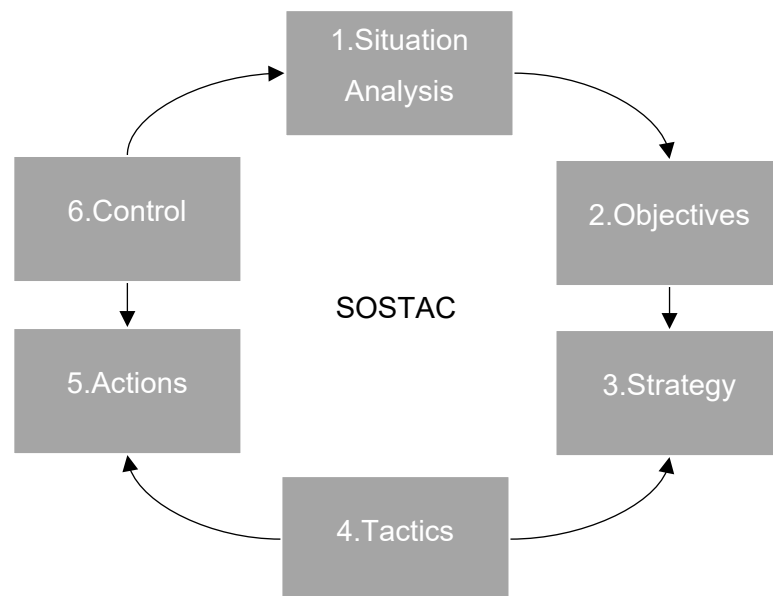 1.Situation
Analysis
6.Control
2.Objectives
SOSTAC
5.Actions
3.Strategy
4.Tactics